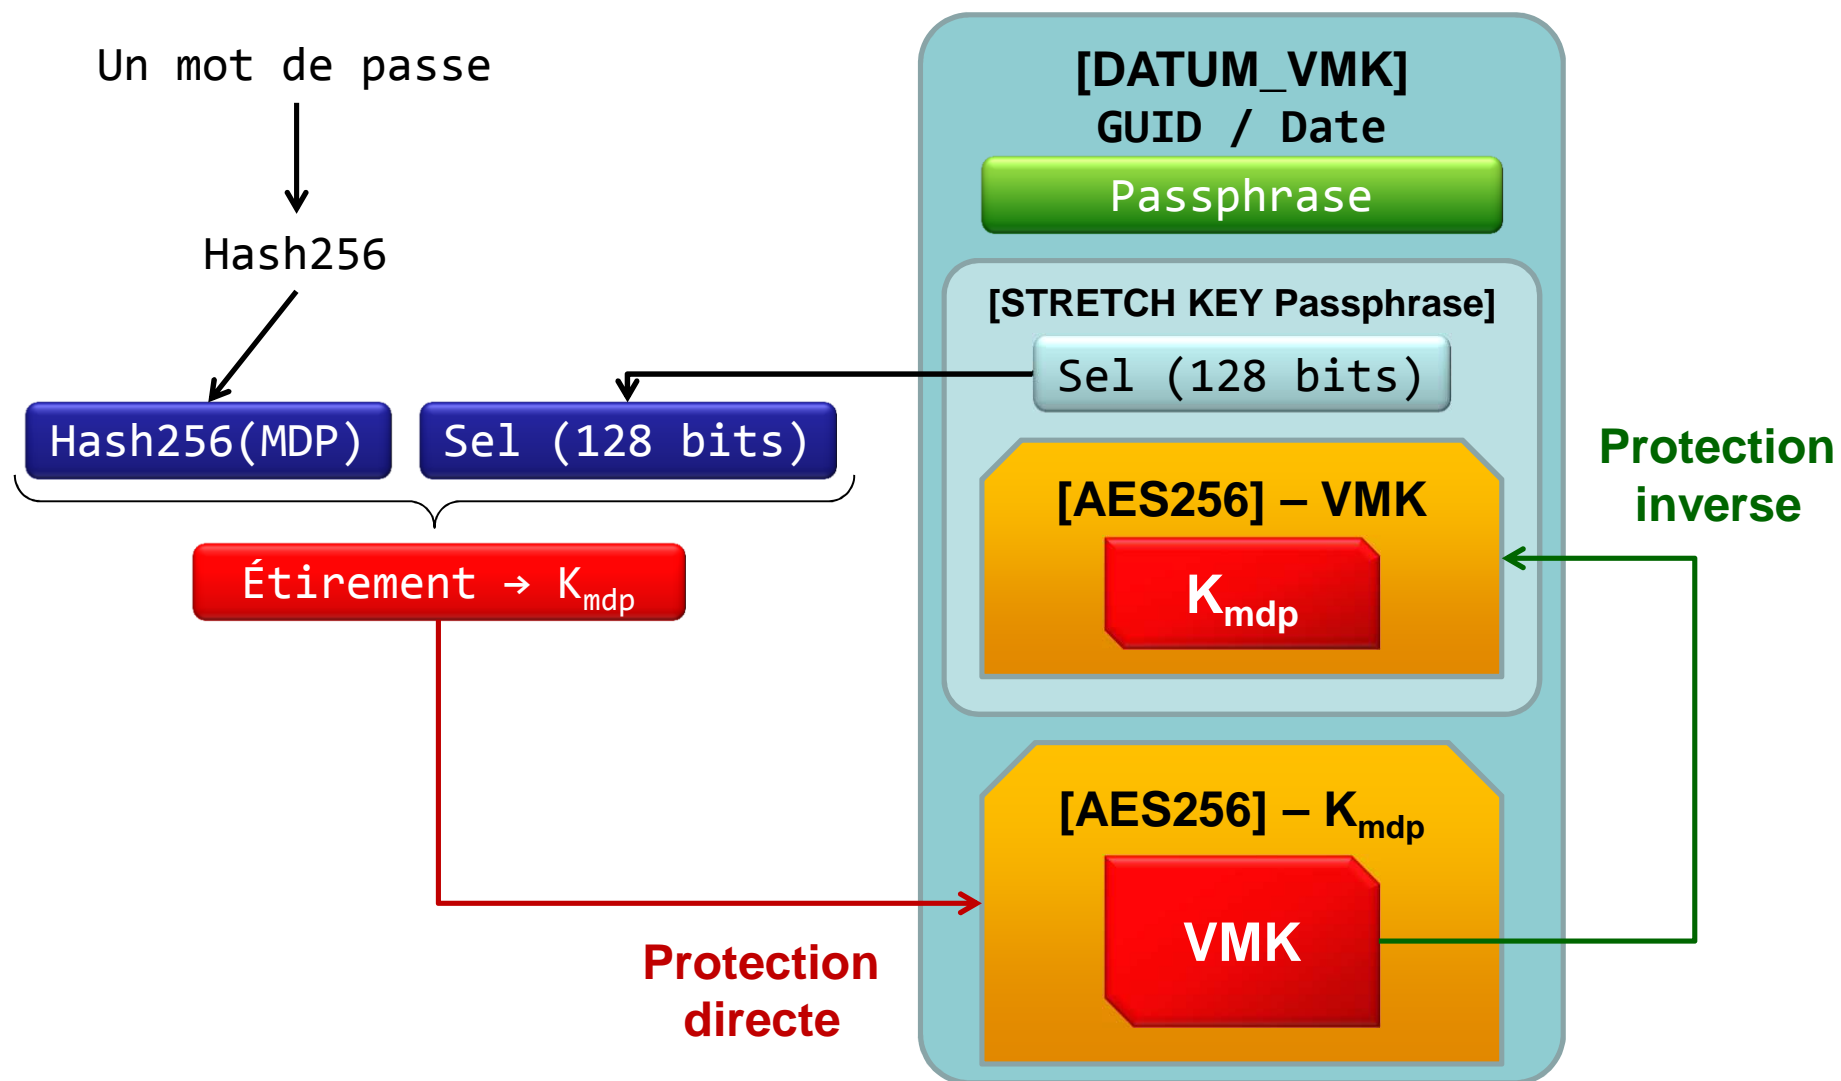 Un mot de passe
Hash256
Hash256(MDP)
Sel (128 bits)
Étirement → Kmdp
Protection
directe
[DATUM_VMK]
GUID / Date
Passphrase
[STRETCH KEY Passphrase]
Sel (128 bits)
[AES256] – VMK
Kmdp
[AES256] – Kmdp
VMK
Protection
inverse